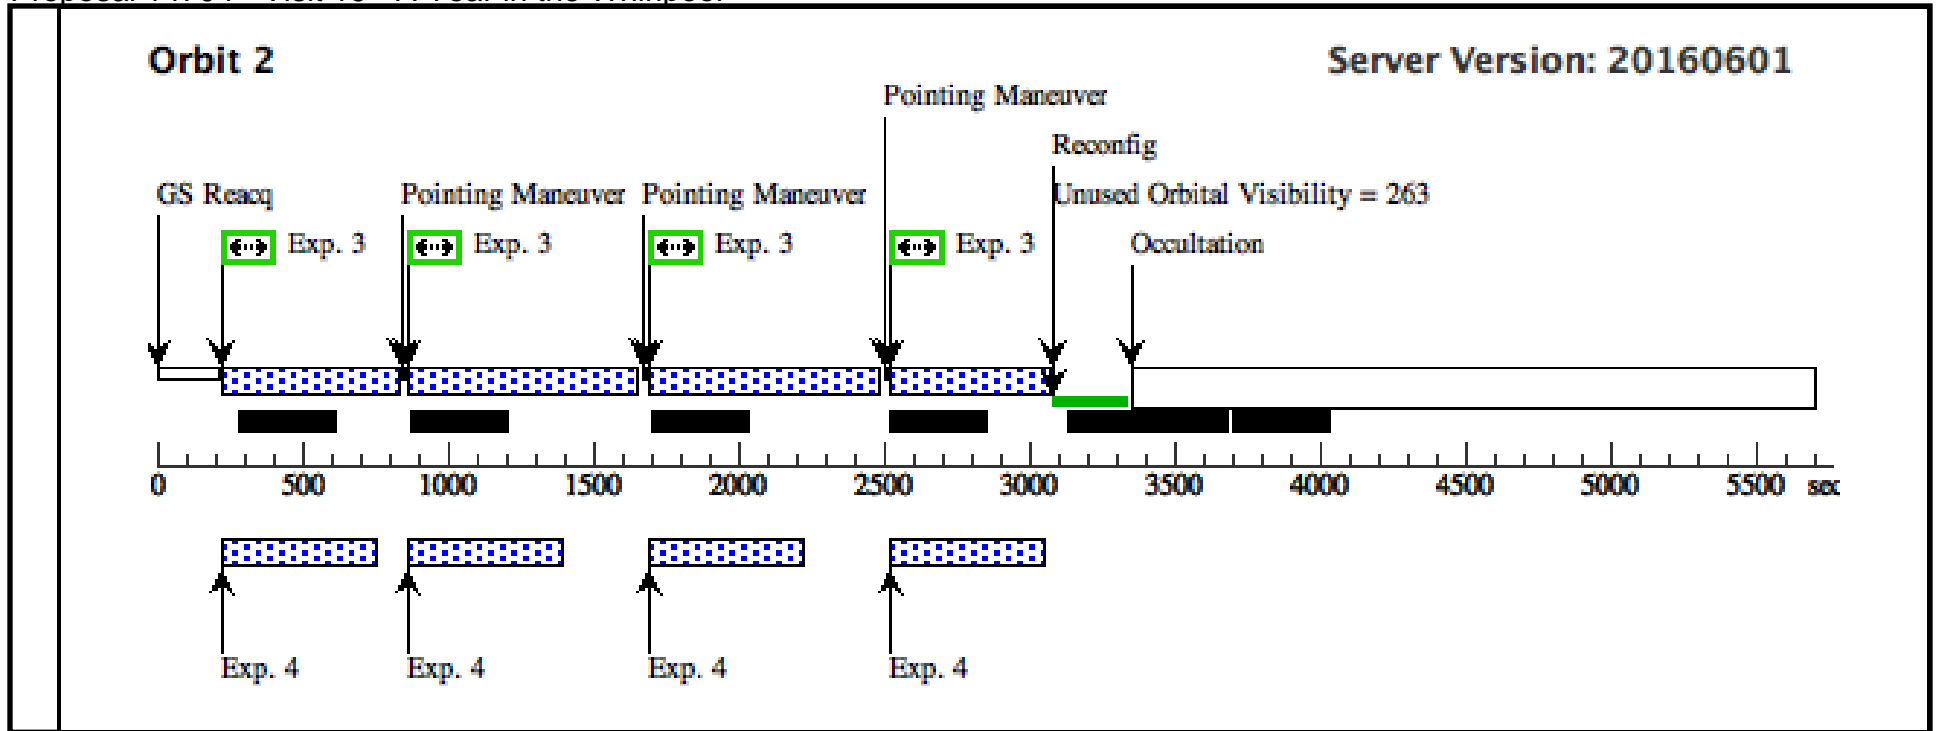 Orbit 2
Server Version: 20160601
Pointing Maneuver
Reconfig
GS Reacq Pointing Maneuver Pointing Maneuver Unused Orbital Visibility = 263
Exp. 3 Exp. 3 Exp. 3 Exp. 3 Occultation
0 500 1000 1500 2000 2500 3000 3500 4000 4500 5000 5500 sec
Exp. 4 Exp. 4 Exp. 4 Exp. 4